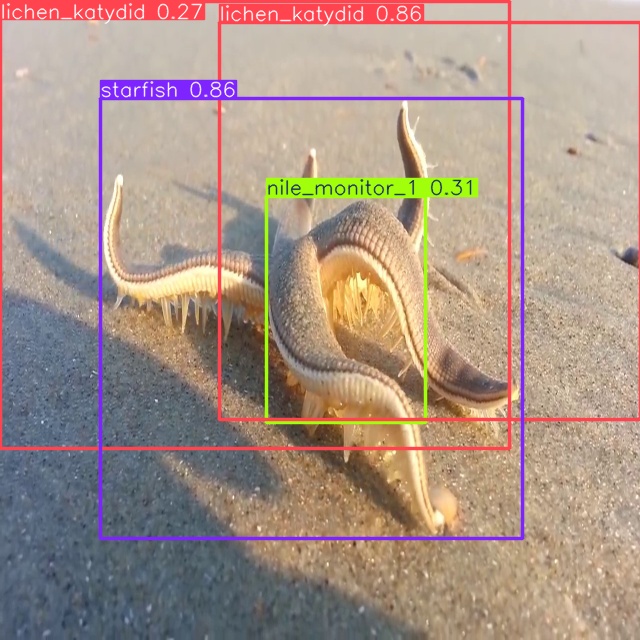 lichen_katydid 0.27
lichen_katydid 0.86
starfish 0.86
nile_monitor_1 0.31